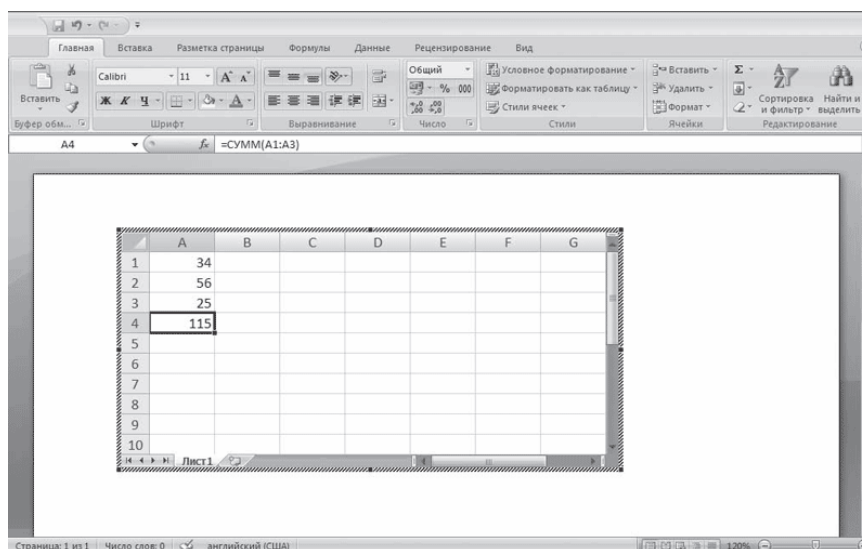 Главная Вставка Разметка страницы Формулы Данные Рецензирование Вид
Вставить
Буфер обм...
Calibri 11
Ж К Ч
Шрифт
Выравнивание
Общий
% 000
Число
Условное форматирование
Форматировать как таблицу
Стили ячеек
Стили
Вставить
Удалить
Формат
Ячейки
Σ
Сортировка и фильтр
Найти и выделить
Редактирование
A4 fx =СУММ(A1:A3)
A B C D E F G
1 34
2 56
3 25
4 115
5
6
7
8
9
10
Лист1
Страница: 1 из 1 Число слов: 0 английский (США) 120%